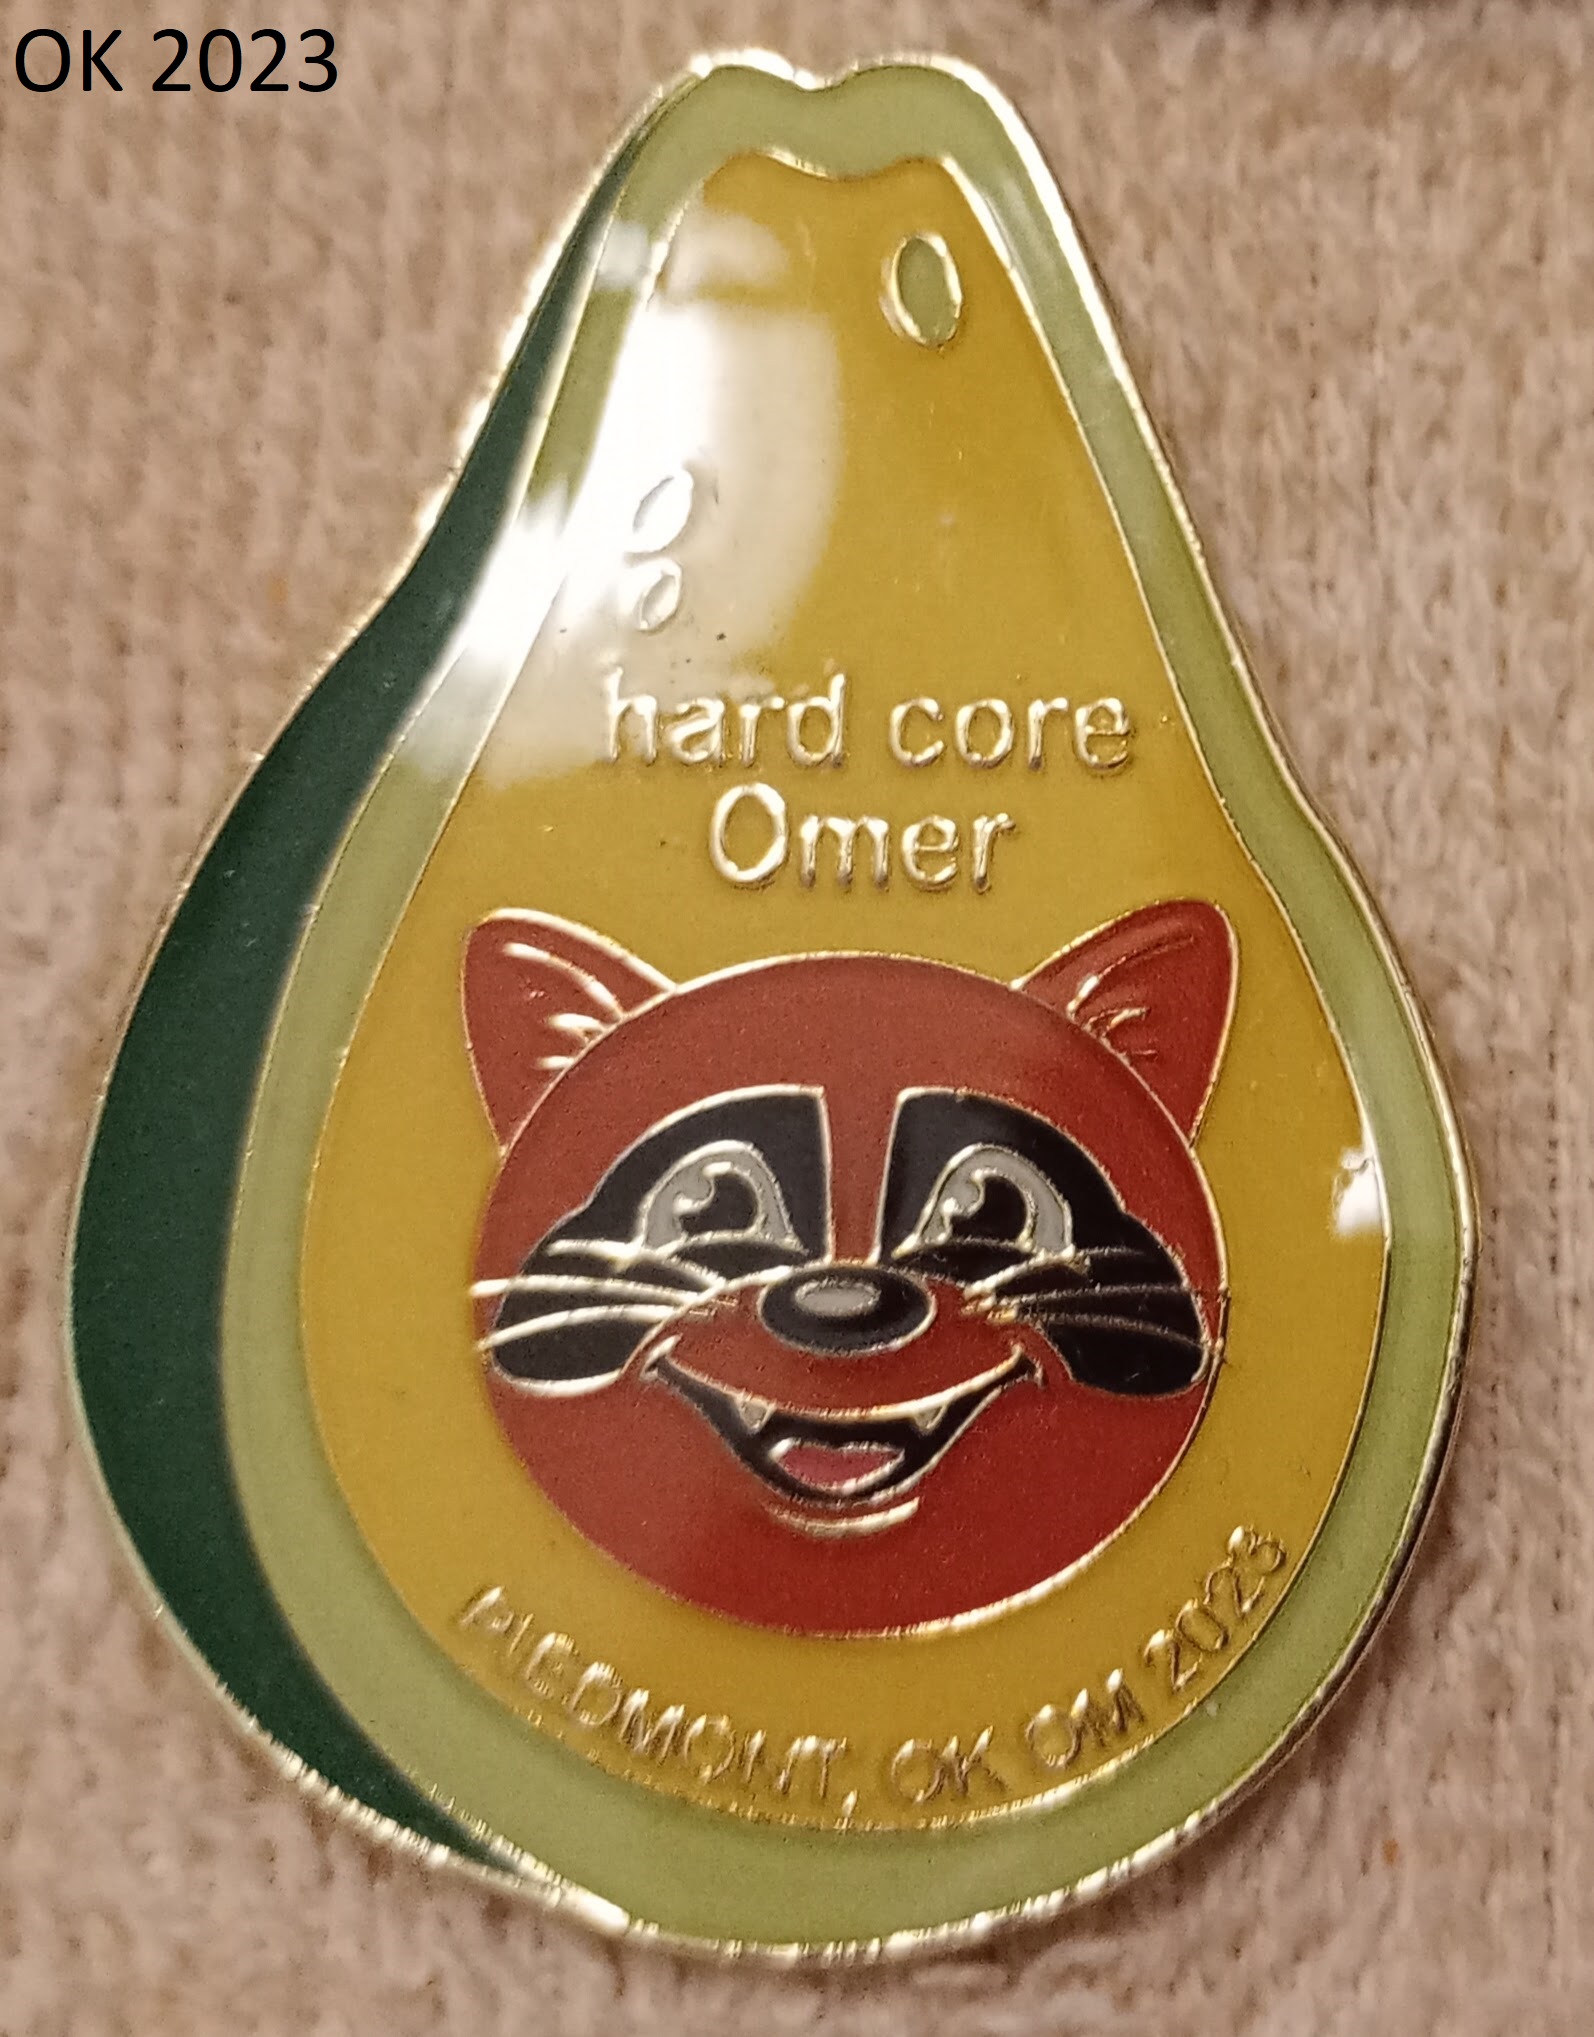 OK 2023
hard core
Omer
PIEDMONT, OK OM 2023